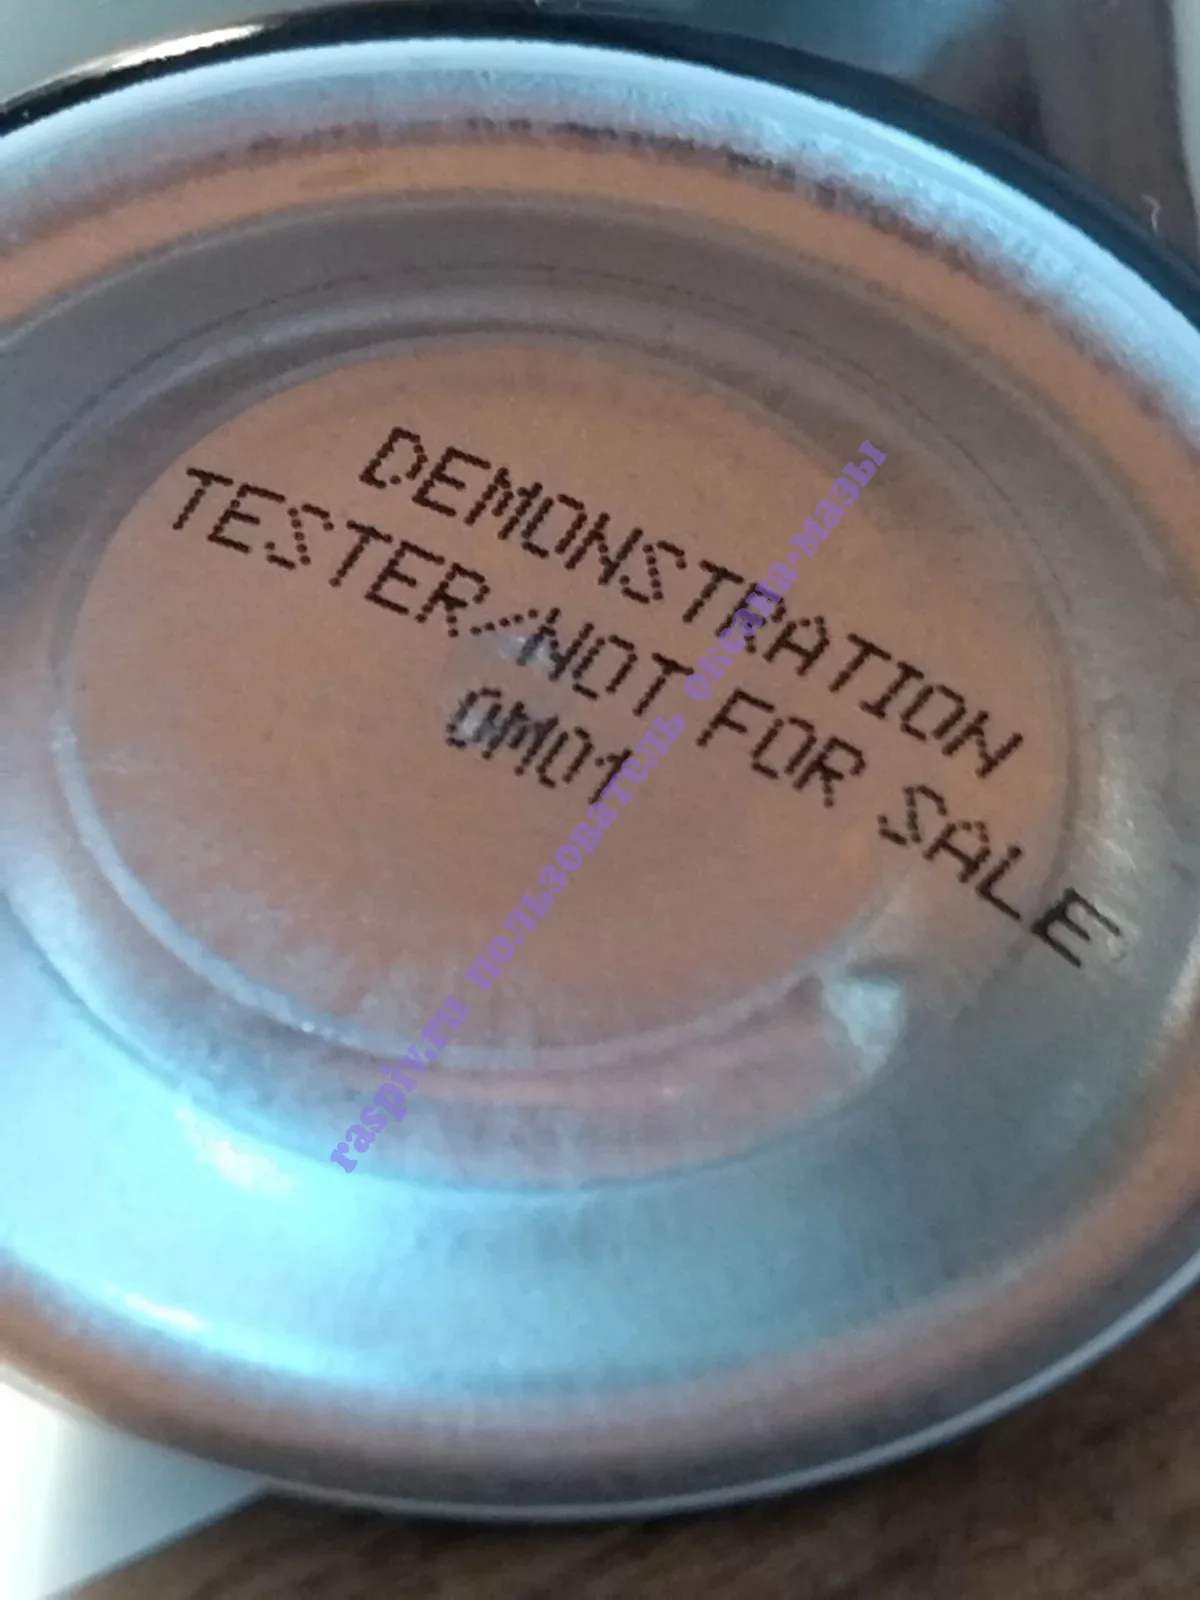 DEMONSTRATION
TESTER/NOT FOR SALE
0M01
raspiv.ru пользователь оксана-мазы